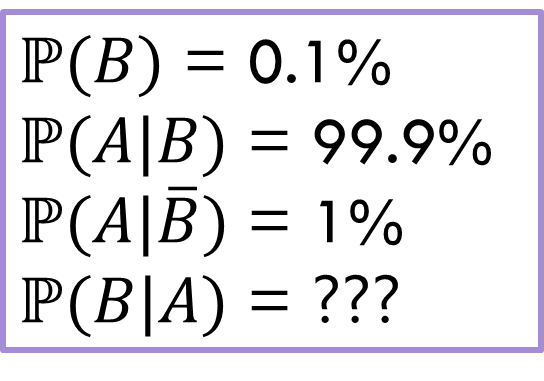 ℙ(B) = 0.1%
ℙ(A|B) = 99.9%
ℙ(A|B̅) = 1%
ℙ(B|A) = ???